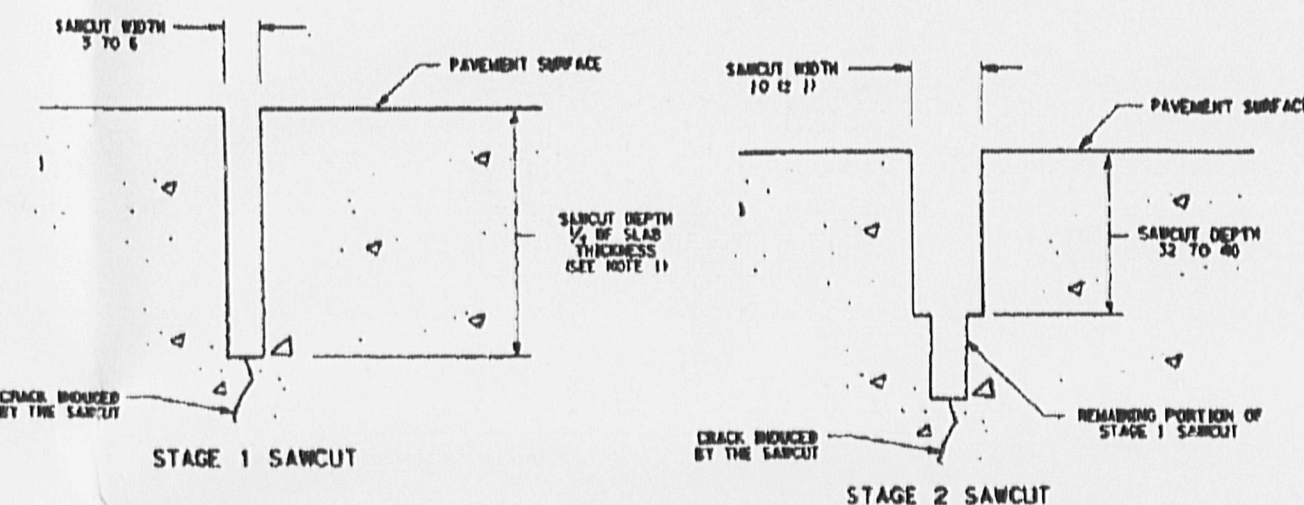 SAWCUT WIDTH
3 TO 6
PAVEMENT SURFACE
SAWCUT DEPTH
1/4 OF SLAB
THICKNESS
(SEE NOTE 1)
CRACK INDUCED
BY THE SAWCUT
STAGE 1 SAWCUT
SAWCUT WIDTH
10
PAVEMENT SURFACE
SAWCUT DEPTH
32 TO 40
REMAINING PORTION OF
STAGE 1 SAWCUT
CRACK INDUCED
BY THE SAWCUT
STAGE 2 SAWCUT